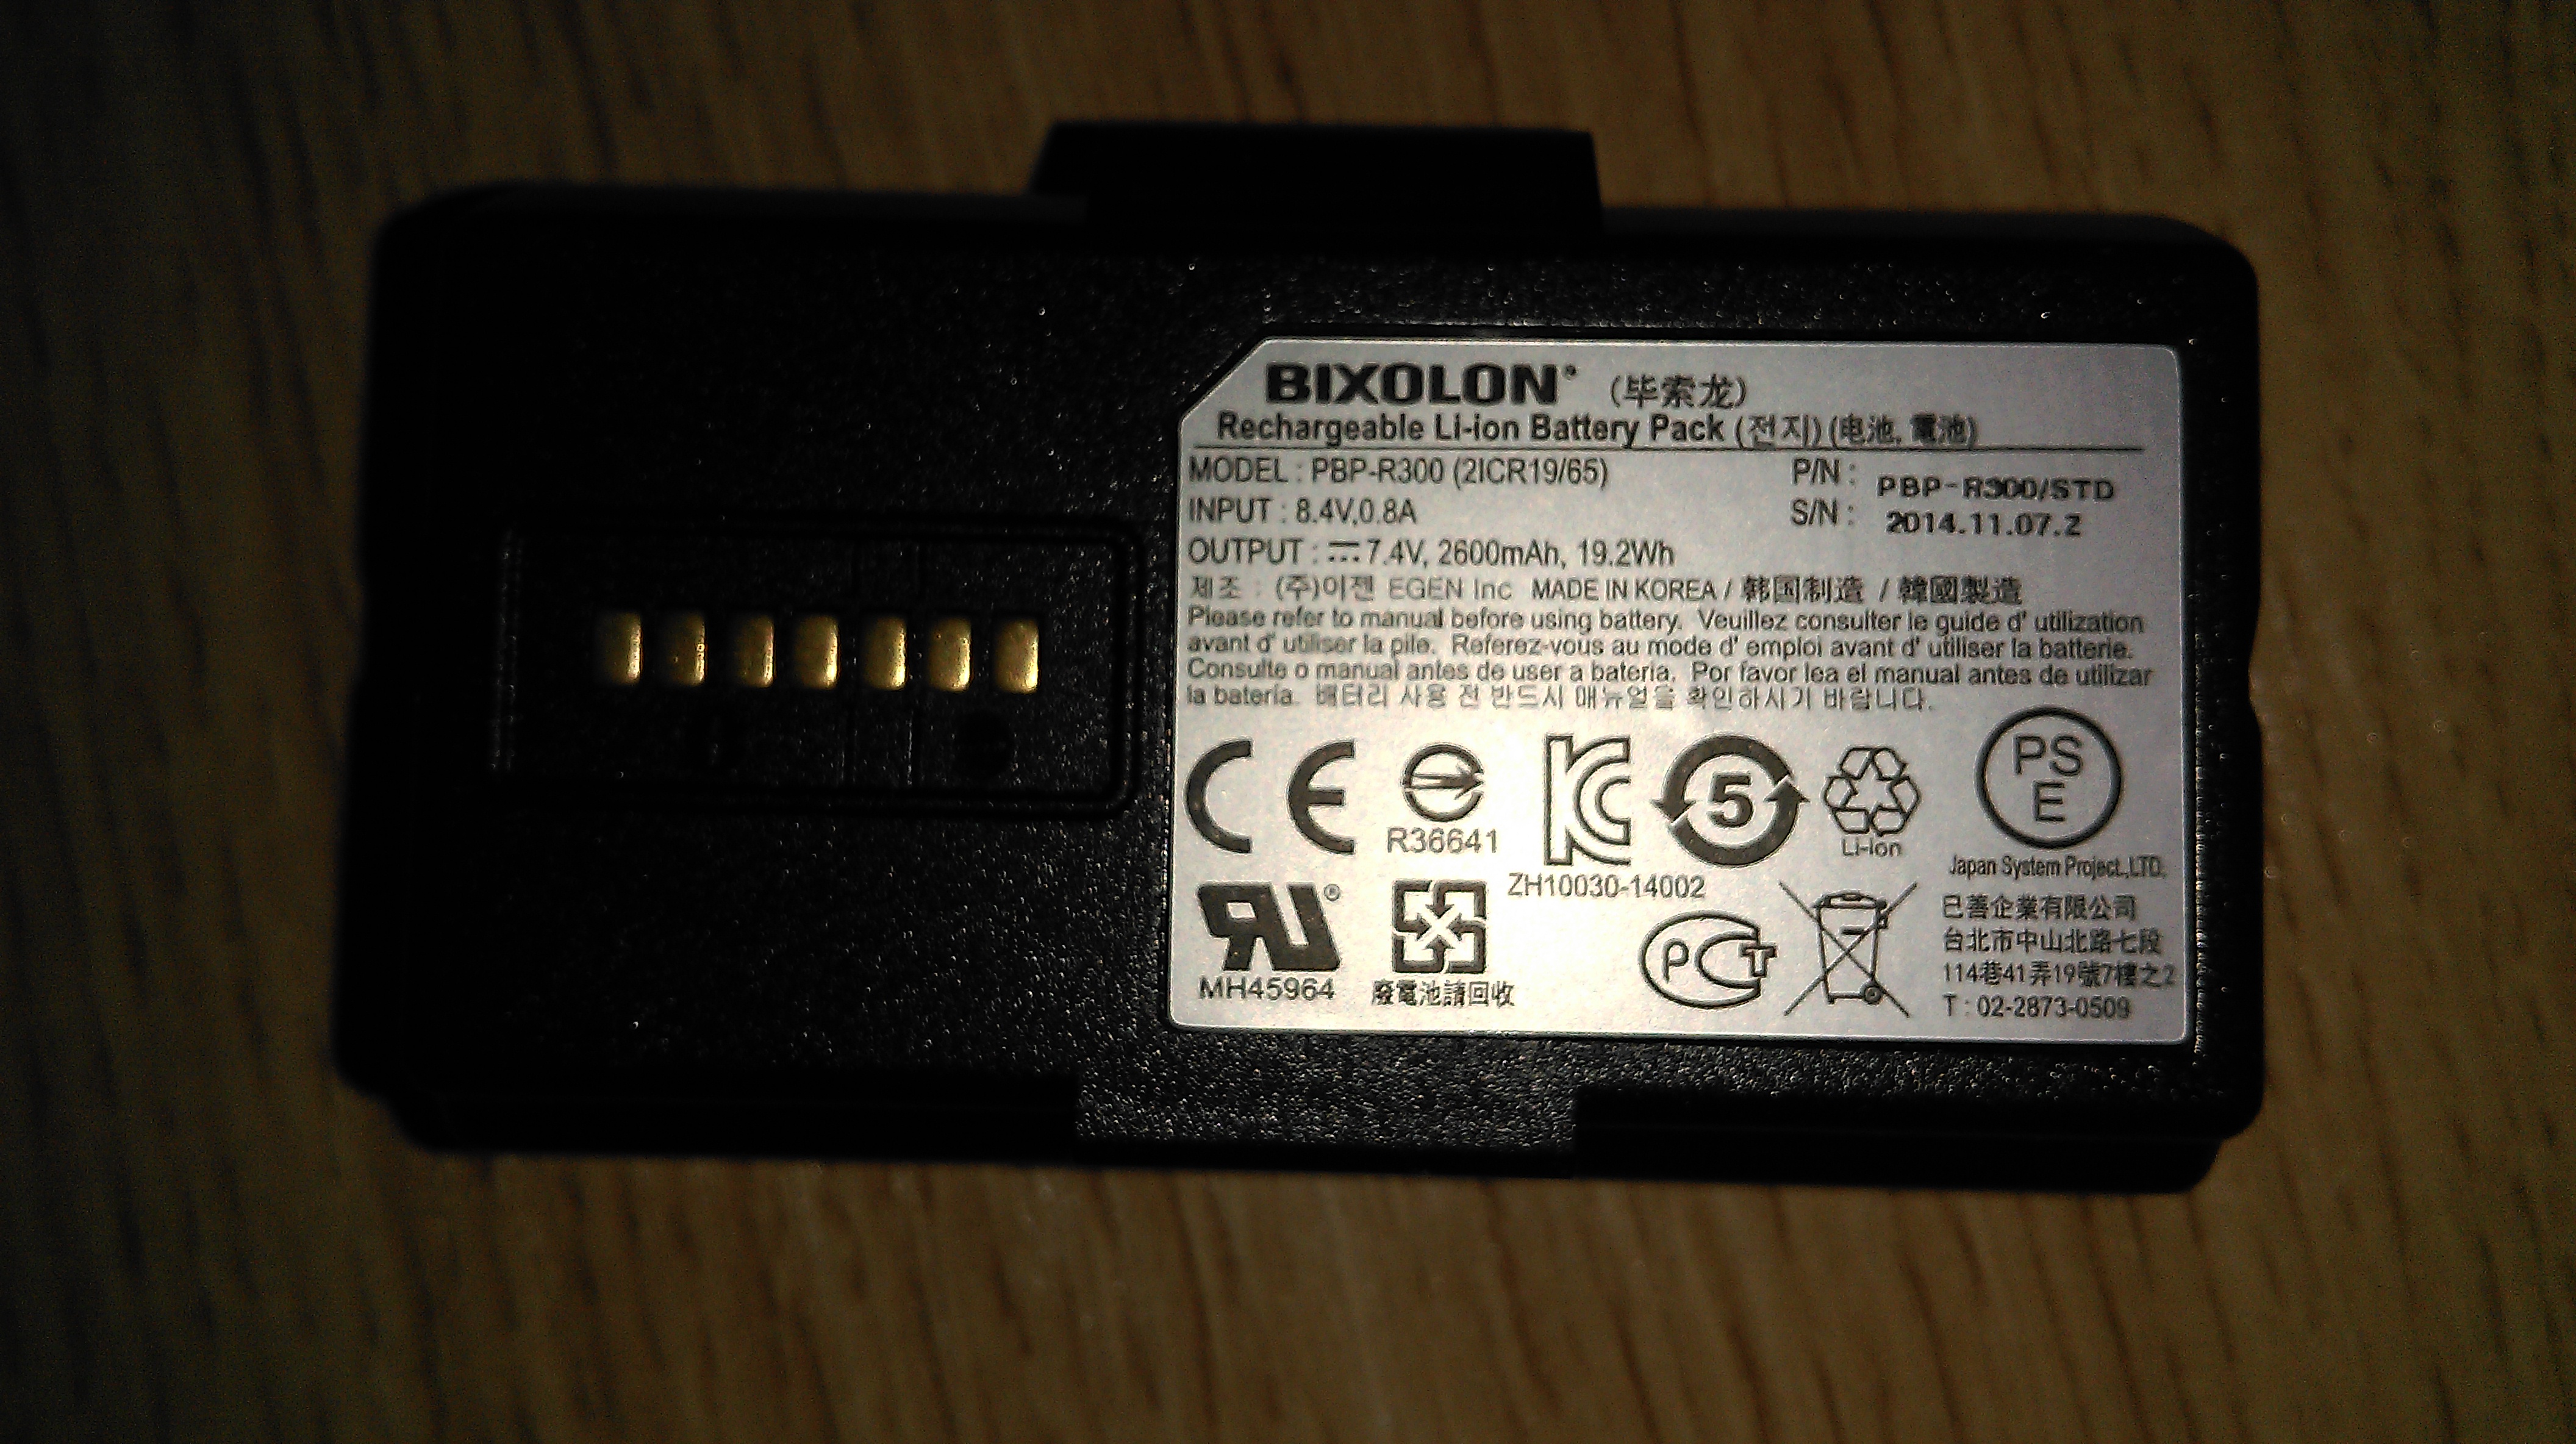 BIXOLON® (毕索龙)
Rechargeable Li-ion Battery Pack (전지) (电池, 電池)
MODEL : PBP-R300 (2ICR19/65)
P/N : PBP-R300/STD
INPUT : 8.4V,0.8A
S/N : 2014.11.07.Z
OUTPUT : ⎓7.4V, 2600mAh, 19.2Wh
제조 : (주)이젠 EGEN Inc MADE IN KOREA / 韩国制造 / 韓國製造
Please refer to manual before using battery. Veuillez consulter le guide d' utilization
avant d' utiliser la pile. Referez-vous au mode d' emploi avant d' utiliser la batterie.
Consulte o manual antes de user a bateria. Por favor lea el manual antes de utilizar
la batería. 배터리 사용 전 반드시 매뉴얼을 확인하시기 바랍니다.
CE
R36641
KC
ZH10030-14002
5
Li-ion
PS
E
Japan System Project.,LTD.
RU®
MH45964
廢電池請回收
PCT
巳善企業有限公司
台北市中山北路七段
114巷41弄19號7樓之2
T : 02-2873-0509